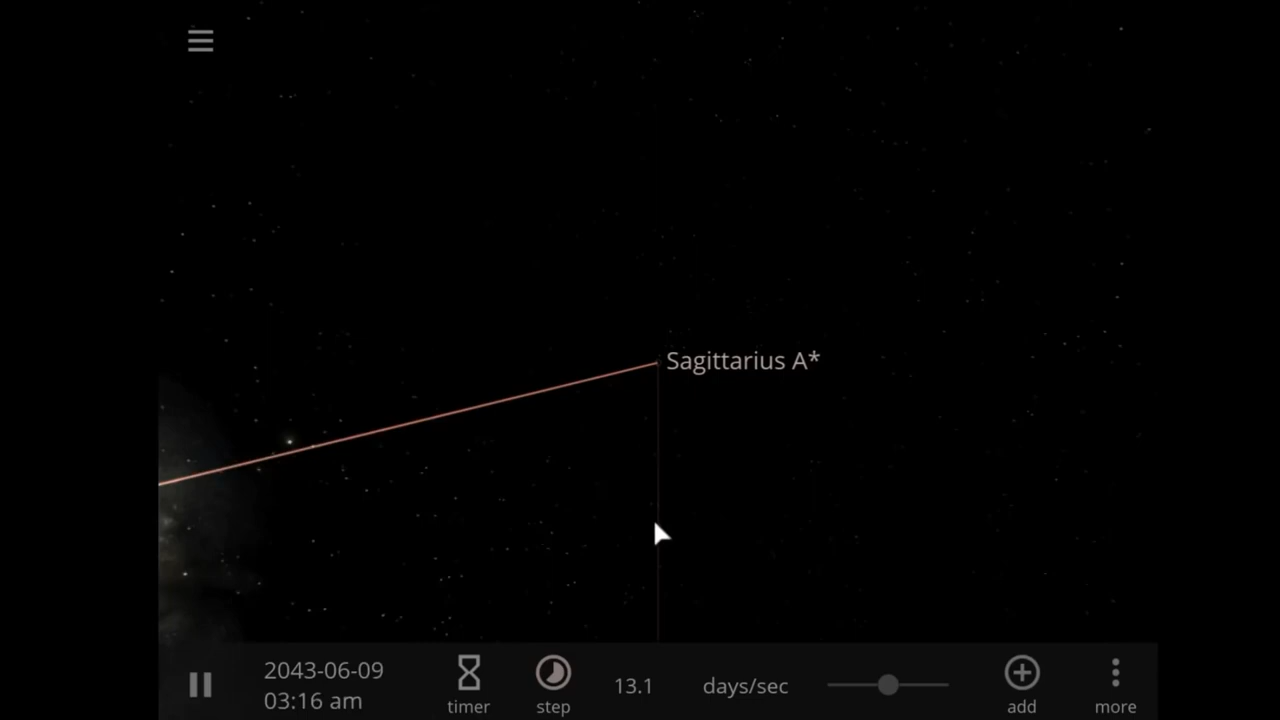 Sagittarius A*
2043-06-09
03:16 am
timer
step
13.1
days/sec
add
more